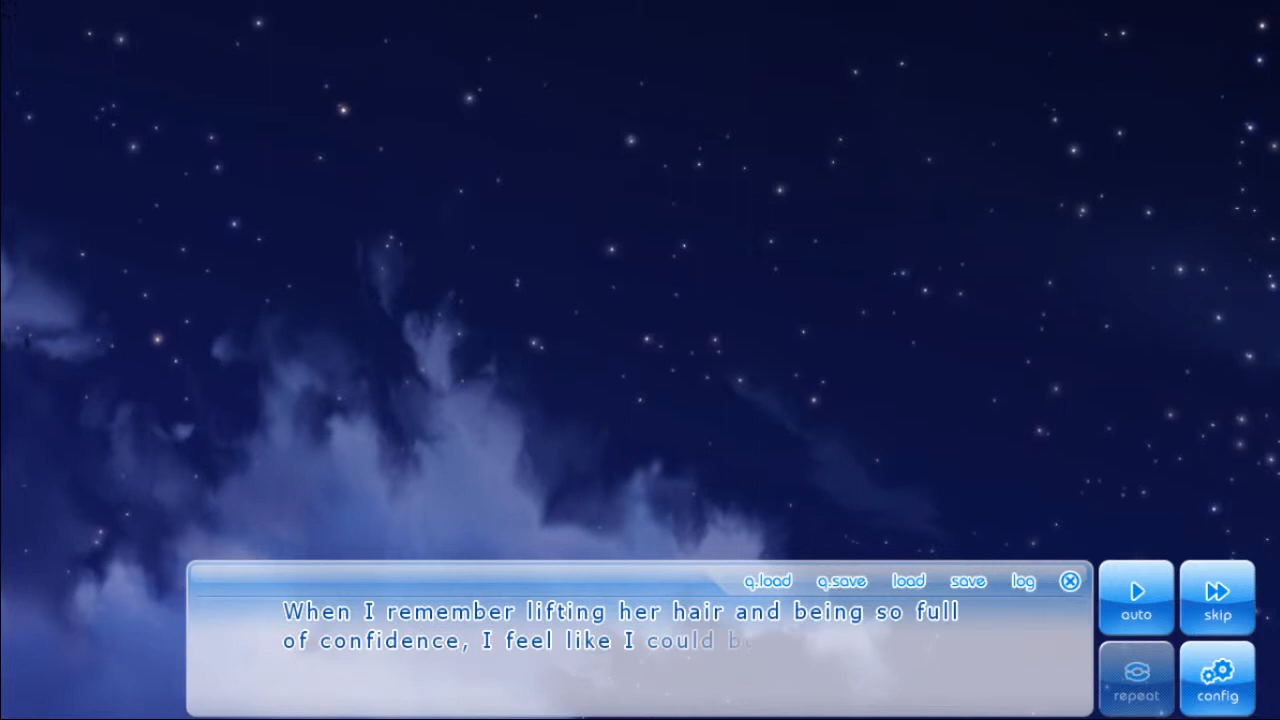 q.load q.save load save log
When I remember lifting her hair and being so full
of confidence, I feel like I could b
auto
skip
repeat
config